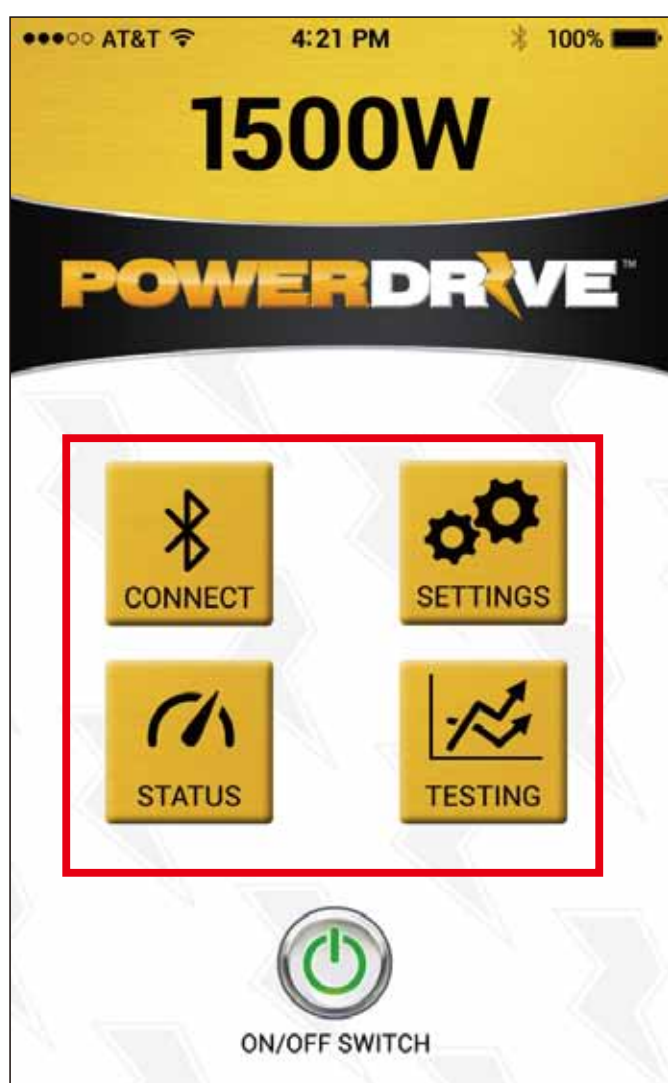 AT&T 4:21 PM 100%
1500W
POWERDRIVE™
CONNECT SETTINGS
STATUS TESTING
ON/OFF SWITCH